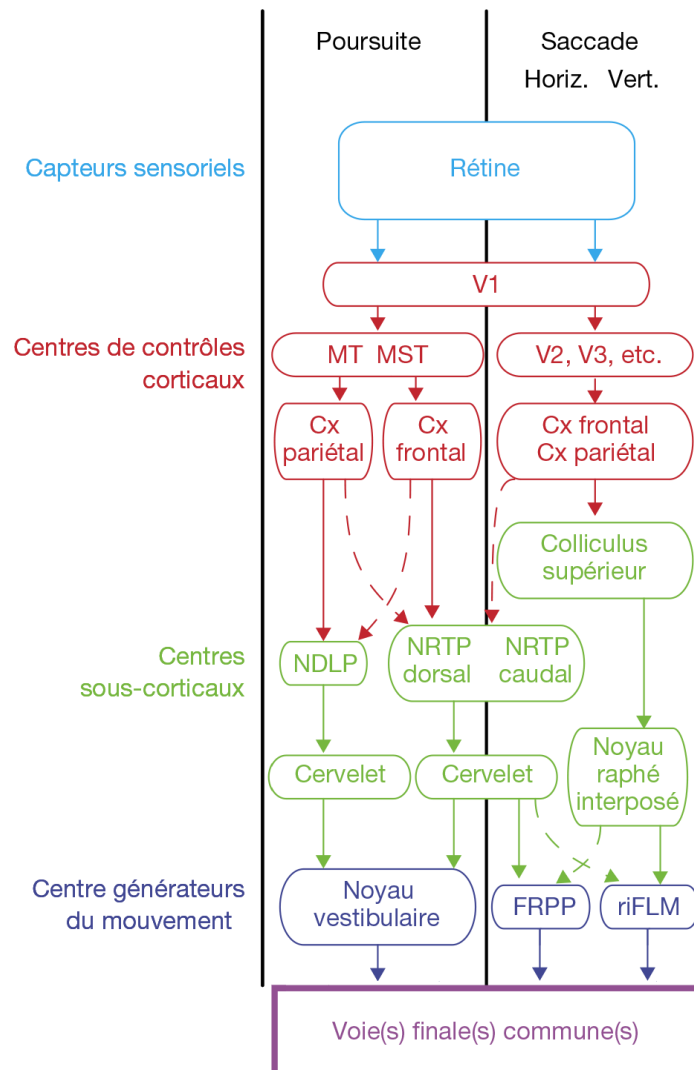 Poursuite
Saccade
Horiz. Vert.
Capteurs sensoriels
Rétine
V1
Centres de contrôles
corticaux
MT MST
V2, V3, etc.
Cx
pariétal
Cx
frontal
Cx frontal
Cx pariétal
Colliculus
supérieur
Centres
sous-corticaux
NDLP
NRTP
dorsal
NRTP
caudal
Noyau
raphé
interposé
Cervelet
Cervelet
Centre générateurs
du mouvement
Noyau
vestibulaire
FRPP
riFLM
Voie(s) finale(s) commune(s)